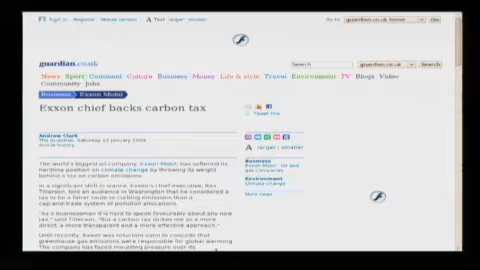 Sign in Register Home version Text larger smaller Go to: guardian.co.uk home Go
guardian.co.uk
Search guardian.co.uk Search
News Sport Comment Culture Business Money Life & style Travel Environment TV Blogs Video
Community Jobs
Business Exxon Mobil
Exxon chief backs carbon tax
Tweet this
Andrew Clark
The Guardian, Saturday 10 January 2009
Article history
larger smaller
The world's biggest oil company, Exxon Mobil, has softened its
hardline position on climate change by throwing its weight
behind a tax on carbon emissions.
In a significant shift in stance, Exxon's chief executive, Rex
Tillerson, told an audience in Washington that he considered a
tax to be a fairer route to curbing emissions than a
cap-and-trade system of pollution allocations.
"As a businessman it is hard to speak favourably about any new
tax," said Tillerson. "But a carbon tax strikes me as a more
direct, a more transparent and a more effective approach."
Until recently, Exxon was reluctant even to concede that
greenhouse gas emissions were responsible for global warming.
The company has faced mounting pressure over its
Business
Exxon Mobil · Oil and
gas companies
Environment
Climate change
More news